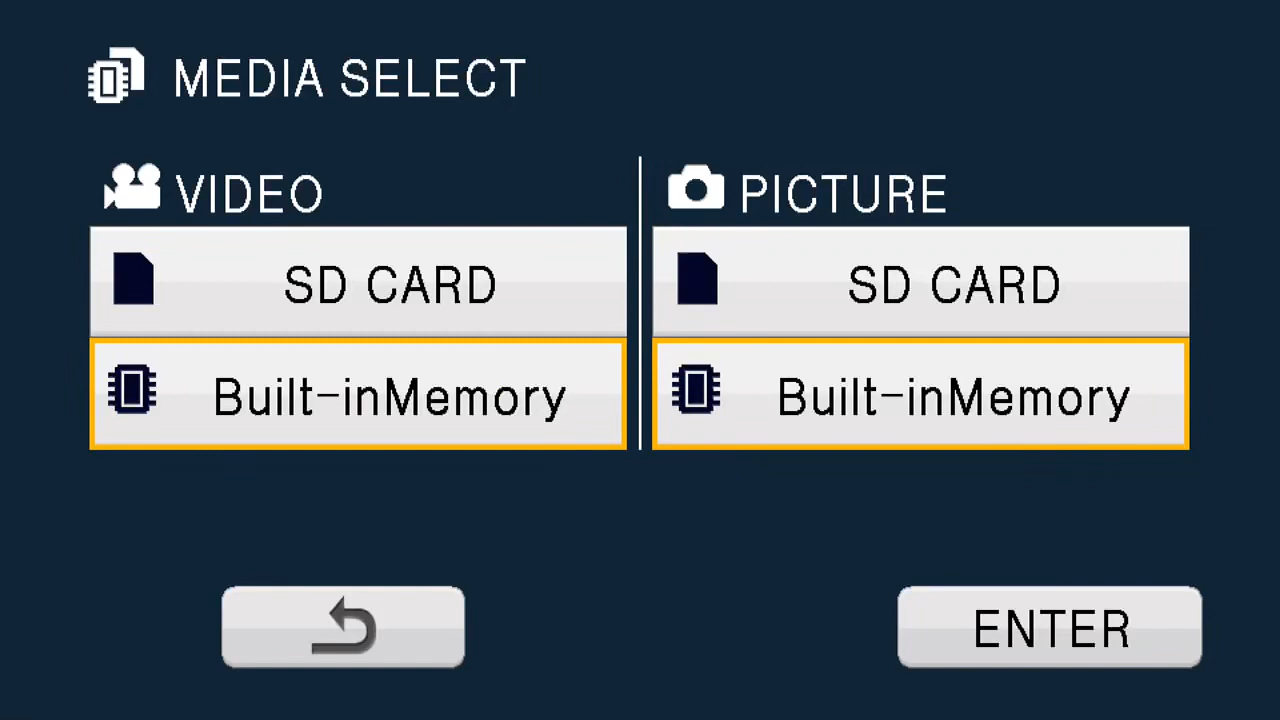 MEDIA SELECT
VIDEO
PICTURE
SD CARD
SD CARD
Built-inMemory
Built-inMemory
ENTER